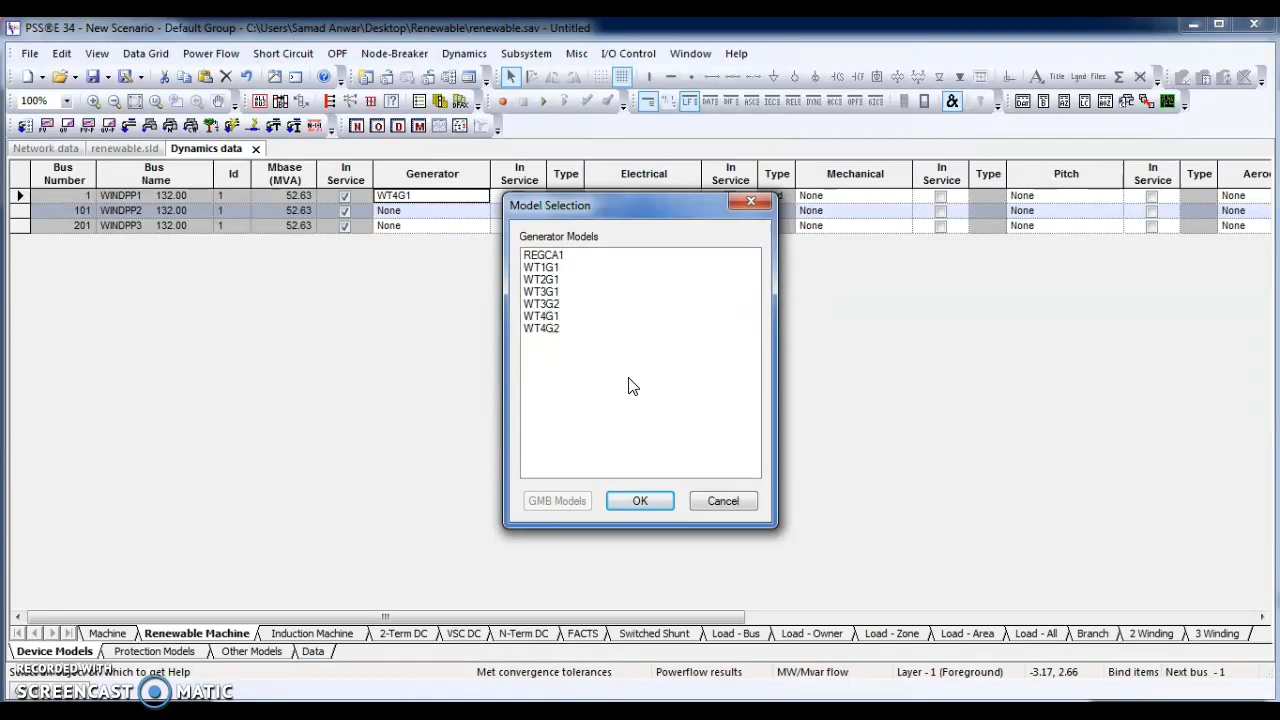 PSS®E 34 - New Scenario - Default Group - C:\Users\Samad Anwar\Desktop\Renewable\renewable.sav - Untitled
File Edit View Data Grid Power Flow Short Circuit OPF Node-Breaker Dynamics Subsystem Misc I/O Control Window Help
100%
Network data renewable.sld Dynamics data
Bus Number Bus Name Id Mbase (MVA) In Service Generator In Service Type Electrical In Service Type Mechanical In Service Type Pitch In Service Type Aero
1 WINDPP1 132.00 1 52.63 WT4G1 None None None
101 WINDPP2 132.00 1 52.63 None None None None
201 WINDPP3 132.00 1 52.63 None None None None
Model Selection
Generator Models
REGCA1
WT1G1
WT2G1
WT3G1
WT3G2
WT4G1
WT4G2
GMB Models OK Cancel
Machine Renewable Machine Induction Machine 2-Term DC VSC DC N-Term DC FACTS Switched Shunt Load - Bus Load - Owner Load - Zone Load - Area Load - All Branch 2 Winding 3 Winding
Device Models Protection Models Other Models Data
RECORDED WITH
which to get Help Met convergence tolerances Powerflow results MW/Mvar flow Layer - 1 (Foreground) -3.17, 2.66 Bind items Next bus - 1
SCREENCAST MATIC